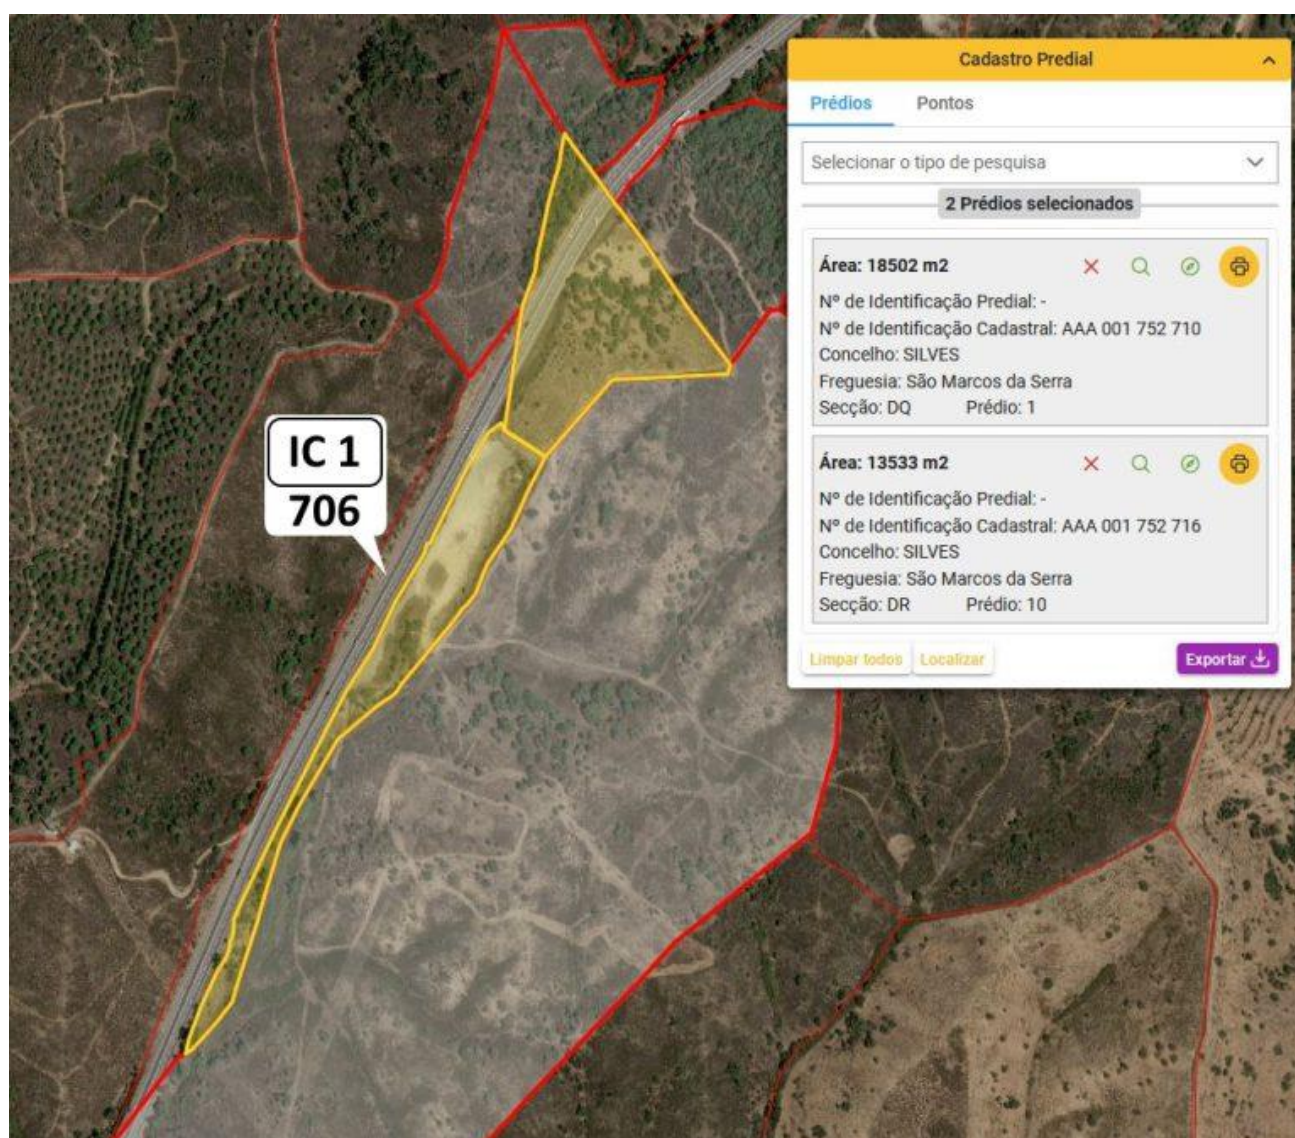 Cadastro Predial
Prédios Pontos
Selecionar o tipo de pesquisa
2 Prédios selecionados
Área: 18502 m2
Nº de Identificação Predial: -
Nº de Identificação Cadastral: AAA 001 752 710
Concelho: SILVES
Freguesia: São Marcos da Serra
Secção: DQ Prédio: 1
Área: 13533 m2
Nº de Identificação Predial: -
Nº de Identificação Cadastral: AAA 001 752 716
Concelho: SILVES
Freguesia: São Marcos da Serra
Secção: DR Prédio: 10
Limpar todos Localizar Exportar
IC 1
706